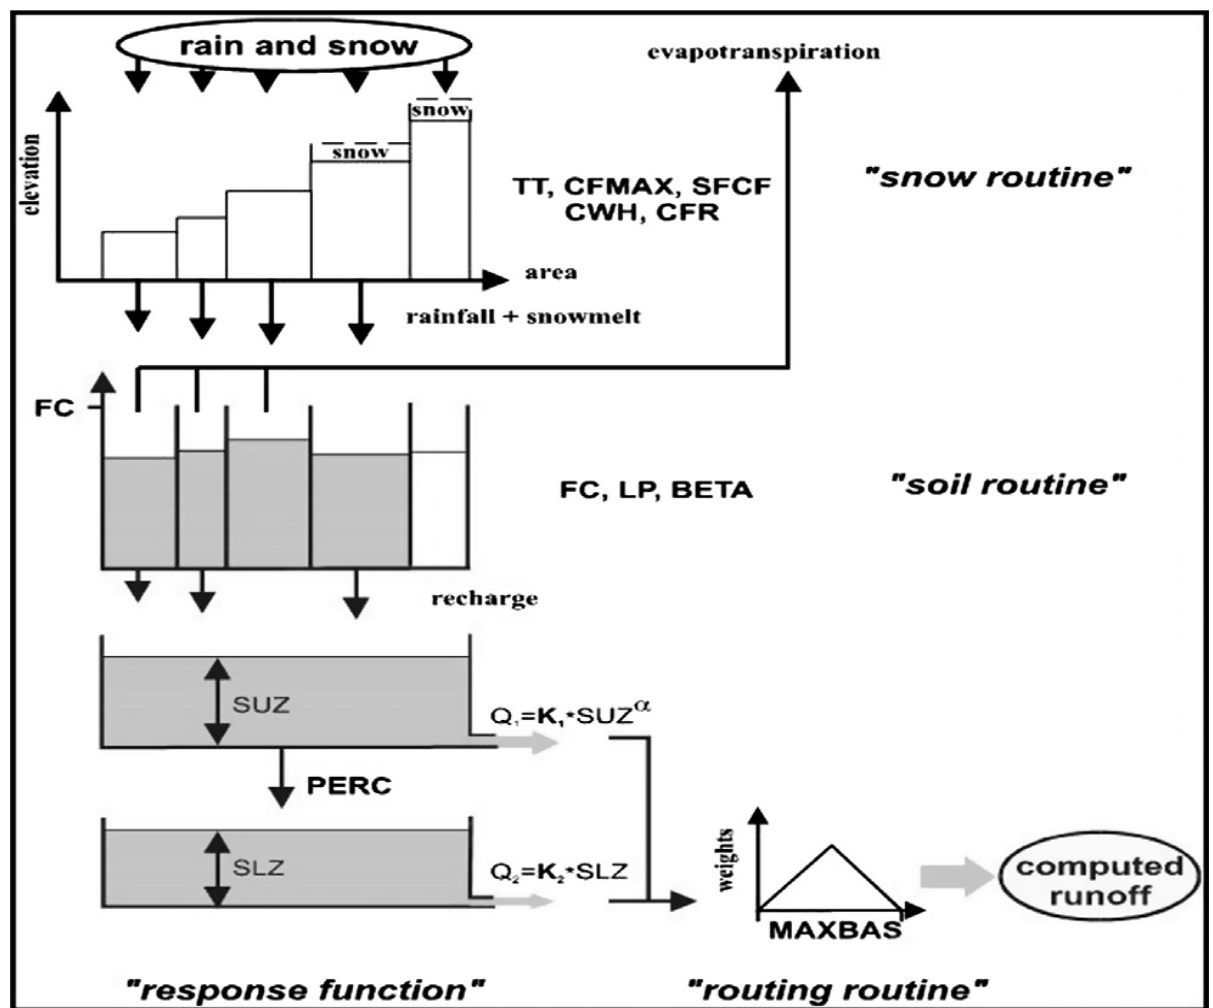 rain and snow
evapotranspiration
snow
snow
elevation
"snow routine"
TT, CFMAX, SFCF
CWH, CFR
area
rainfall + snowmelt
FC
FC, LP, BETA
"soil routine"
recharge
SUZ
Q₁=K₁*SUZ^α
PERC
SLZ
Q₂=K₂*SLZ
weights
MAXBAS
computed
runoff
"response function"
"routing routine"